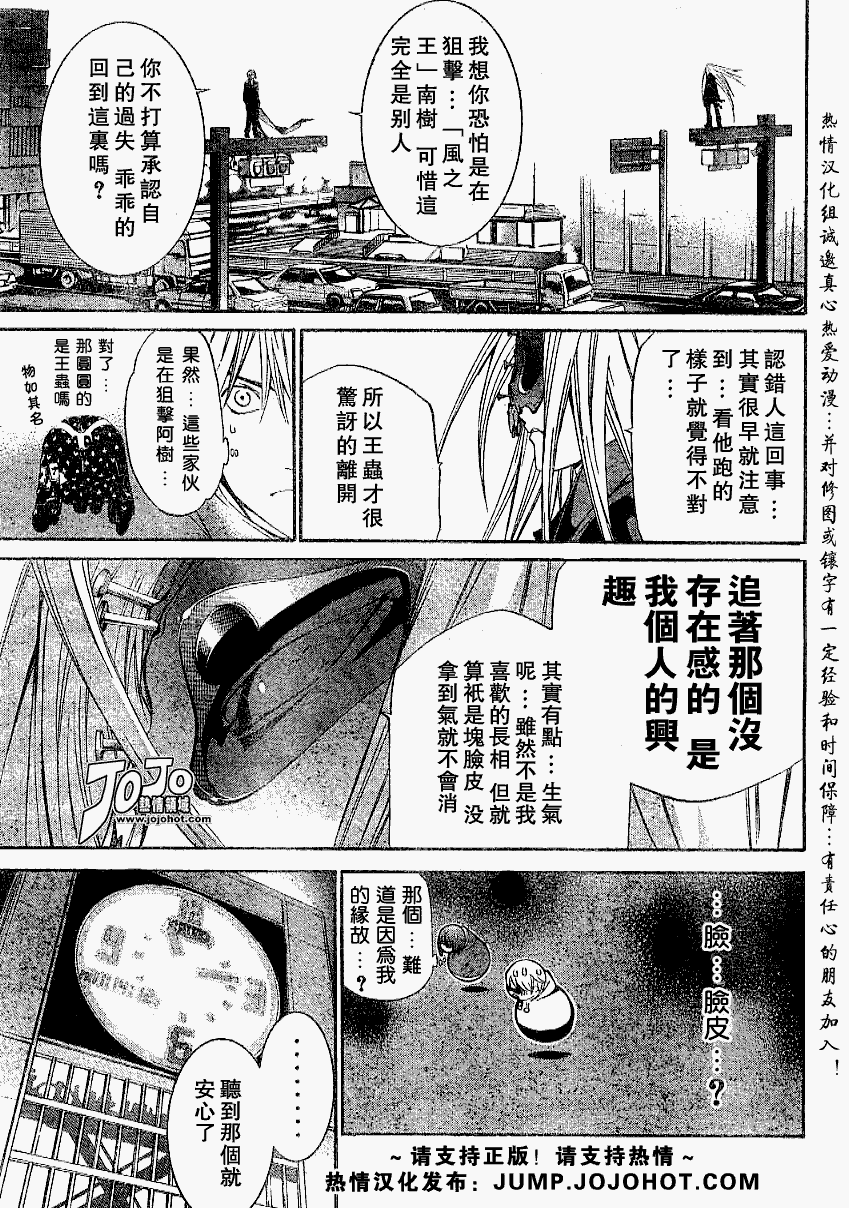 我想你恐怕是在
狙擊…「風之
王」南樹 可惜這
完全是別人
你不打算承認自
己的過失 乖乖的
回到這裏嗎？
認錯人這回事…
其實很早就注意
到…看他跑的
樣子就覺得不對
了…
所以王蟲才很
驚訝的離開
果然…這些家伙
是在狙擊阿樹…
對了…
那圓圓的
是王蟲嗎
物如其名
追著那個沒
存在感的 是
我個人的興
趣
其實有點…生氣
呢…雖然不是我
喜歡的長相 但就
算衹是塊臉皮 没
拿到氣就不會消
JOJO
热情領域
www.jojohot.com
…臉…臉皮…？
那個…難
道是因爲我
的緣故…？
……
聽到那個就
安心了
热情汉化组诚邀真心热爱动漫…并对修图或镶字有一定经验和时间保障…有责任心的朋友加入！
~请支持正版！请支持热情~
热情汉化发布：JUMP.JOJOHOT.COM